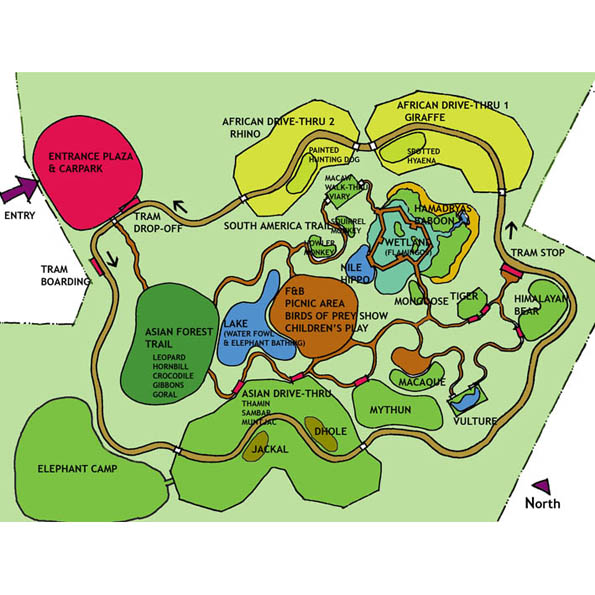 AFRICAN DRIVE-THRU 2
RHINO
AFRICAN DRIVE-THRU 1
GIRAFFE
PAINTED
HUNTING DOG
SPOTTED
HYAENA
ENTRANCE PLAZA
& CARPARK
ENTRY
TRAM
DROP-OFF
MACAW
WALK-THRU
AVIARY
SOUTH AMERICA TRAIL
SQUIRREL
MONKEY
HOWLER
MONKEY
HAMADRYAS
BABOON
WETLAND
(FLAMINGOS)
TRAM STOP
TRAM
BOARDING
NILE
HIPPO
F&B
PICNIC AREA
BIRDS OF PREY SHOW
CHILDREN'S PLAY
MONGOOSE
TIGER
HIMALAYAN
BEAR
LAKE
(WATER FOWL
& ELEPHANT BATHING)
ASIAN FOREST
TRAIL
LEOPARD
HORNBILL
CROCODILE
GIBBONS
GORAL
MACAQUE
ASIAN DRIVE-THRU
THAMIN
SAMBAR
MUNTJAC
MYTHUN
VULTURE
DHOLE
JACKAL
ELEPHANT CAMP
North